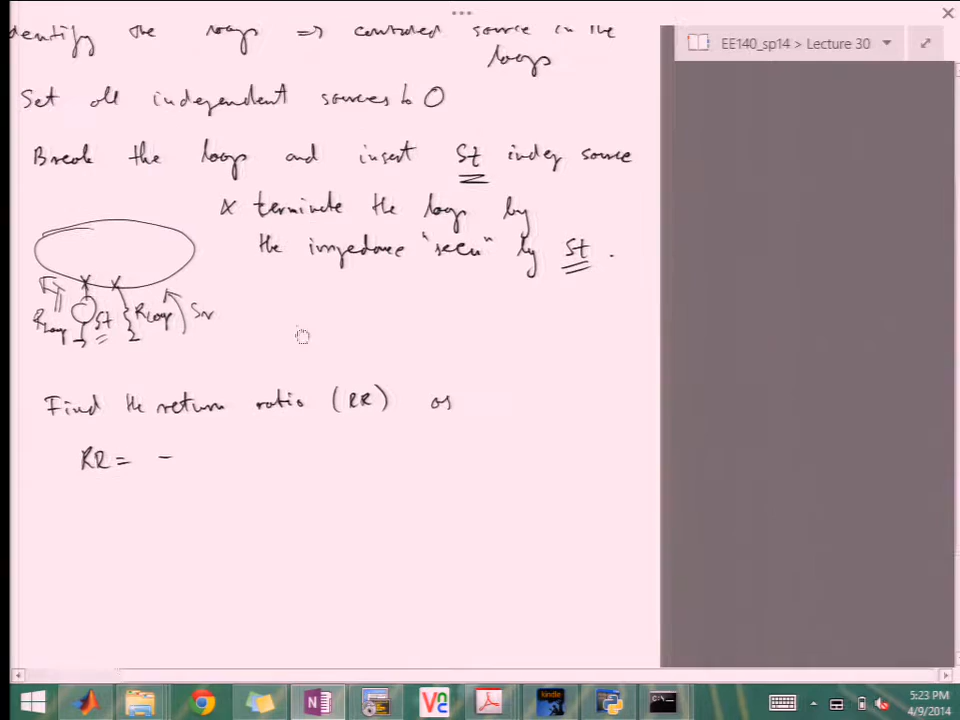 dentify the loops => controlled source in the
loops
Set all independent sources to 0
Break the loop and insert St indep source
& terminate the loop by
the impedance "seen" by St .
Rloop St Rloop Sr
Find the return ratio (RR) as
RR = -
EE140_sp14 > Lecture 30
5:23 PM
4/9/2014
VNC
kindle